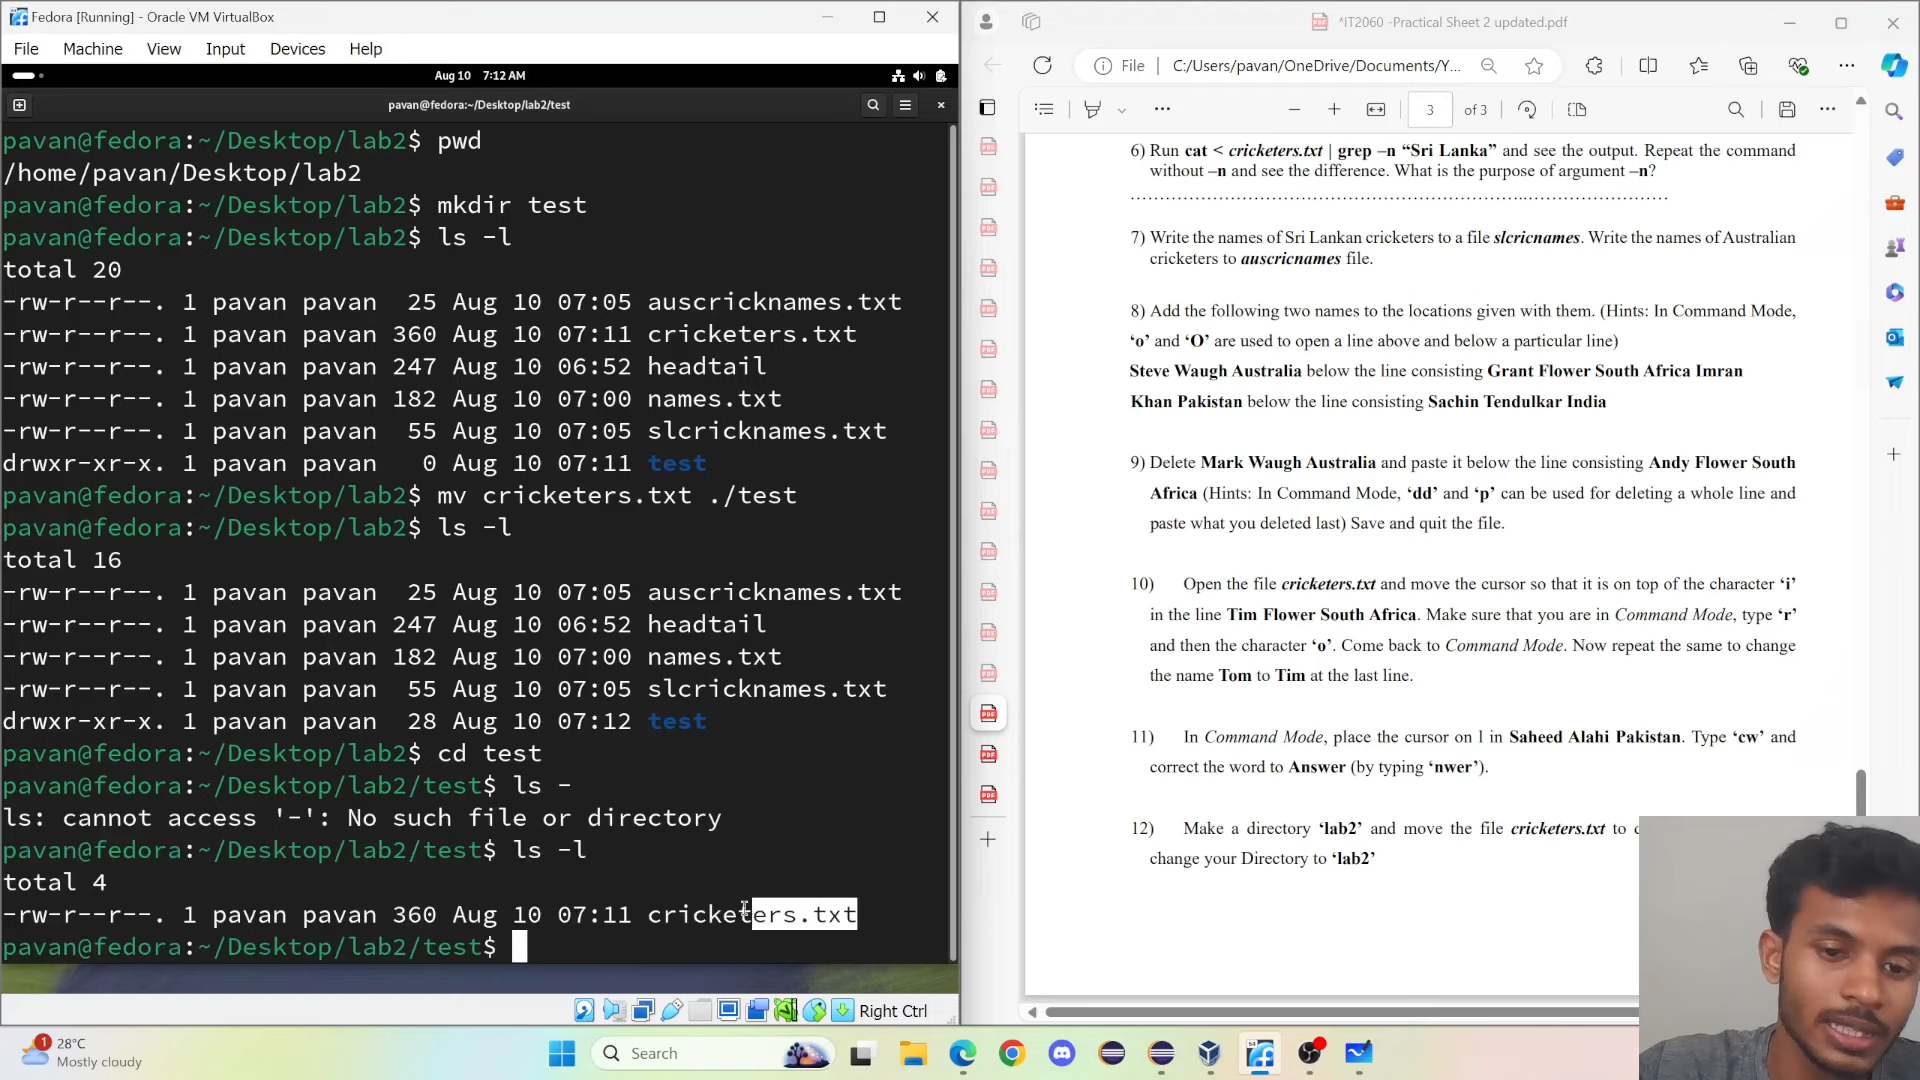 Fedora [Running] - Oracle VM VirtualBox
File Machine View Input Devices Help
Aug 10 7:12 AM
pavan@fedora:~/Desktop/lab2/test
pavan@fedora:~/Desktop/lab2$ pwd
/home/pavan/Desktop/lab2
pavan@fedora:~/Desktop/lab2$ mkdir test
pavan@fedora:~/Desktop/lab2$ ls -l
total 20
-rw-r--r--. 1 pavan pavan 25 Aug 10 07:05 auscricknames.txt
-rw-r--r--. 1 pavan pavan 360 Aug 10 07:11 cricketers.txt
-rw-r--r--. 1 pavan pavan 247 Aug 10 06:52 headtail
-rw-r--r--. 1 pavan pavan 182 Aug 10 07:00 names.txt
-rw-r--r--. 1 pavan pavan 55 Aug 10 07:05 slcricknames.txt
drwxr-xr-x. 1 pavan pavan 0 Aug 10 07:11 test
pavan@fedora:~/Desktop/lab2$ mv cricketers.txt ./test
pavan@fedora:~/Desktop/lab2$ ls -l
total 16
-rw-r--r--. 1 pavan pavan 25 Aug 10 07:05 auscricknames.txt
-rw-r--r--. 1 pavan pavan 247 Aug 10 06:52 headtail
-rw-r--r--. 1 pavan pavan 182 Aug 10 07:00 names.txt
-rw-r--r--. 1 pavan pavan 55 Aug 10 07:05 slcricknames.txt
drwxr-xr-x. 1 pavan pavan 28 Aug 10 07:12 test
pavan@fedora:~/Desktop/lab2$ cd test
pavan@fedora:~/Desktop/lab2/test$ ls -
ls: cannot access '-': No such file or directory
pavan@fedora:~/Desktop/lab2/test$ ls -l
total 4
-rw-r--r--. 1 pavan pavan 360 Aug 10 07:11 cricketers.txt
pavan@fedora:~/Desktop/lab2/test$
Right Ctrl
*IT2060 -Practical Sheet 2 updated.pdf
File C:/Users/pavan/OneDrive/Documents/Y...
3 of 3
6) Run cat < cricketers.txt | grep –n “Sri Lanka” and see the output. Repeat the command
without –n and see the difference. What is the purpose of argument –n?
7) Write the names of Sri Lankan cricketers to a file slcricnames. Write the names of Australian
cricketers to auscricnames file.
8) Add the following two names to the locations given with them. (Hints: In Command Mode,
‘o’ and ‘O’ are used to open a line above and below a particular line)
Steve Waugh Australia below the line consisting Grant Flower South Africa Imran
Khan Pakistan below the line consisting Sachin Tendulkar India
9) Delete Mark Waugh Australia and paste it below the line consisting Andy Flower South
Africa (Hints: In Command Mode, ‘dd’ and ‘p’ can be used for deleting a whole line and
paste what you deleted last) Save and quit the file.
10) Open the file cricketers.txt and move the cursor so that it is on top of the character ‘i’
in the line Tim Flower South Africa. Make sure that you are in Command Mode, type ‘r’
and then the character ‘o’. Come back to Command Mode. Now repeat the same to change
the name Tom to Tim at the last line.
11) In Command Mode, place the cursor on l in Saheed Alahi Pakistan. Type ‘cw’ and
correct the word to Answer (by typing ‘nwer’).
12) Make a directory ‘lab2’ and move the file cricketers.txt to
change your Directory to ‘lab2’
1
28°C
Mostly cloudy
Search